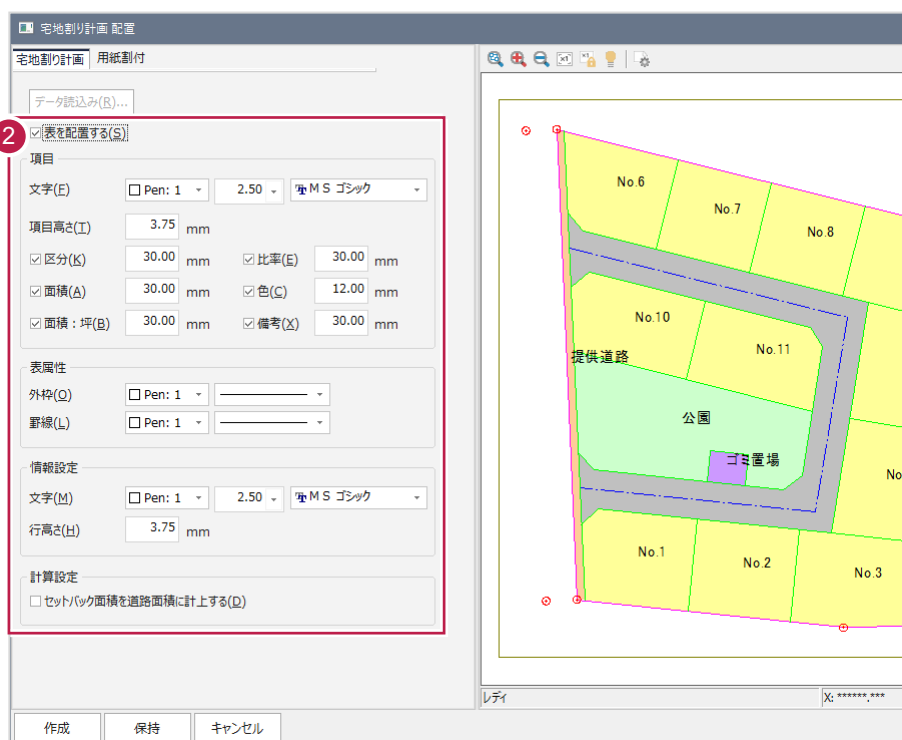 宅地割り計画 配置
宅地割り計画 用紙割付
データ読込み(R)...
2
表を配置する(S)
項目
文字(F) Pen: 1 2.50 MS ゴシック
項目高さ(T) 3.75 mm
区分(K) 30.00 mm 比率(E) 30.00 mm
面積(A) 30.00 mm 色(C) 12.00 mm
面積：坪(B) 30.00 mm 備考(X) 30.00 mm
表属性
外枠(O) Pen: 1
罫線(L) Pen: 1
情報設定
文字(M) Pen: 1 2.50 MS ゴシック
行高さ(H) 3.75 mm
計算設定
セットバック面積を道路面積に計上する(D)
作成 保持 キャンセル
No.6
No.7
No.8
No.10
No.11
提供道路
公園
ゴミ置場
No
No.1
No.2
No.3
レディ X: ******.***